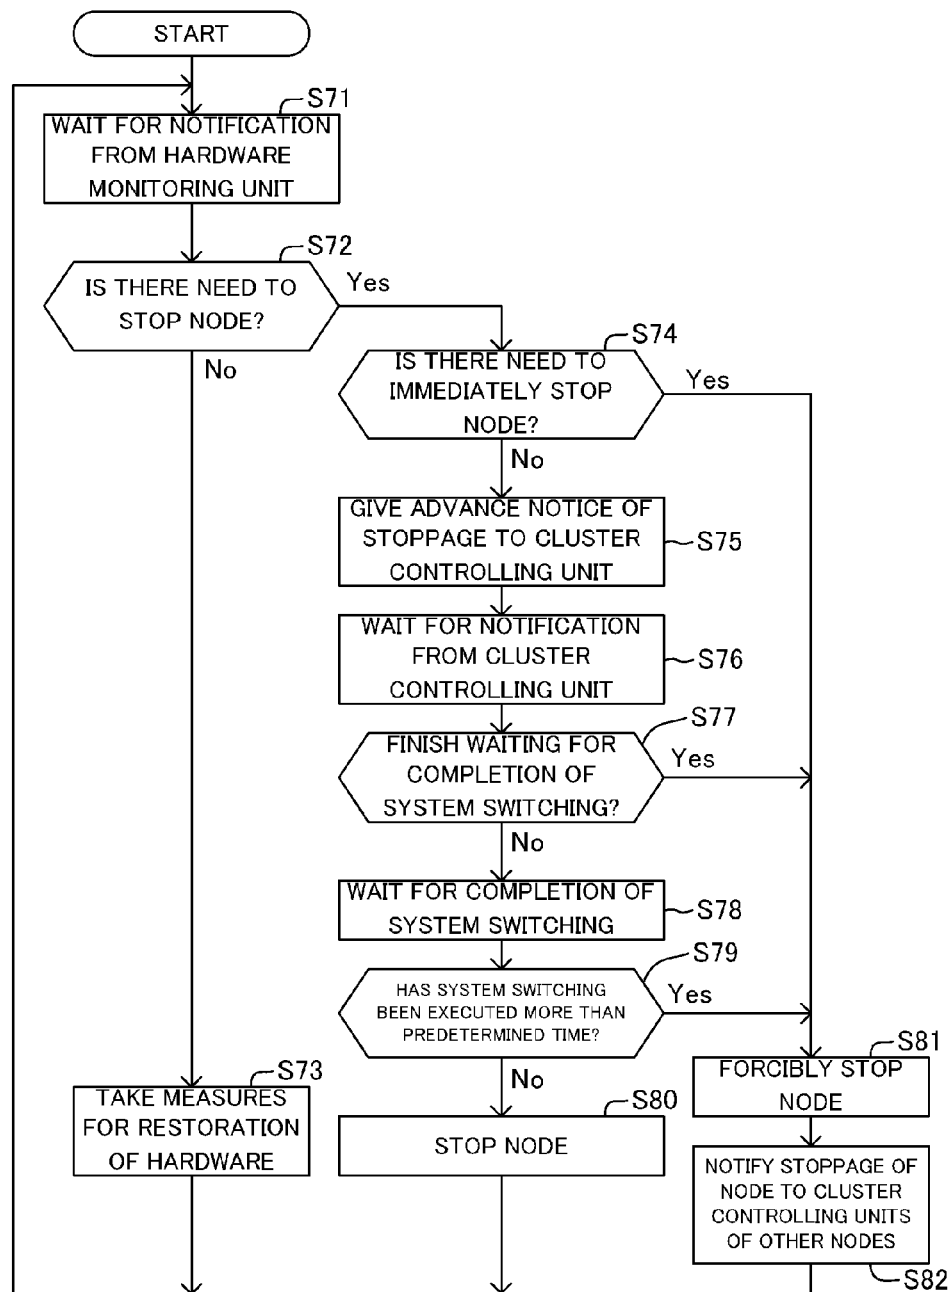 START
S71
WAIT FOR NOTIFICATION
FROM HARDWARE
MONITORING UNIT
S72
IS THERE NEED TO
STOP NODE?
Yes
No
S74
IS THERE NEED TO
IMMEDIATELY STOP
NODE?
Yes
No
GIVE ADVANCE NOTICE OF
STOPPAGE TO CLUSTER
CONTROLLING UNIT
S75
WAIT FOR NOTIFICATION
FROM CLUSTER
CONTROLLING UNIT
S76
S77
FINISH WAITING FOR
COMPLETION OF
SYSTEM SWITCHING?
Yes
No
WAIT FOR COMPLETION OF
SYSTEM SWITCHING
S78
S79
HAS SYSTEM SWITCHING
BEEN EXECUTED MORE THAN
PREDETERMINED TIME?
Yes
No
S73
TAKE MEASURES
FOR RESTORATION
OF HARDWARE
S80
STOP NODE
S81
FORCIBLY STOP
NODE
NOTIFY STOPPAGE OF
NODE TO CLUSTER
CONTROLLING UNITS
OF OTHER NODES
S82